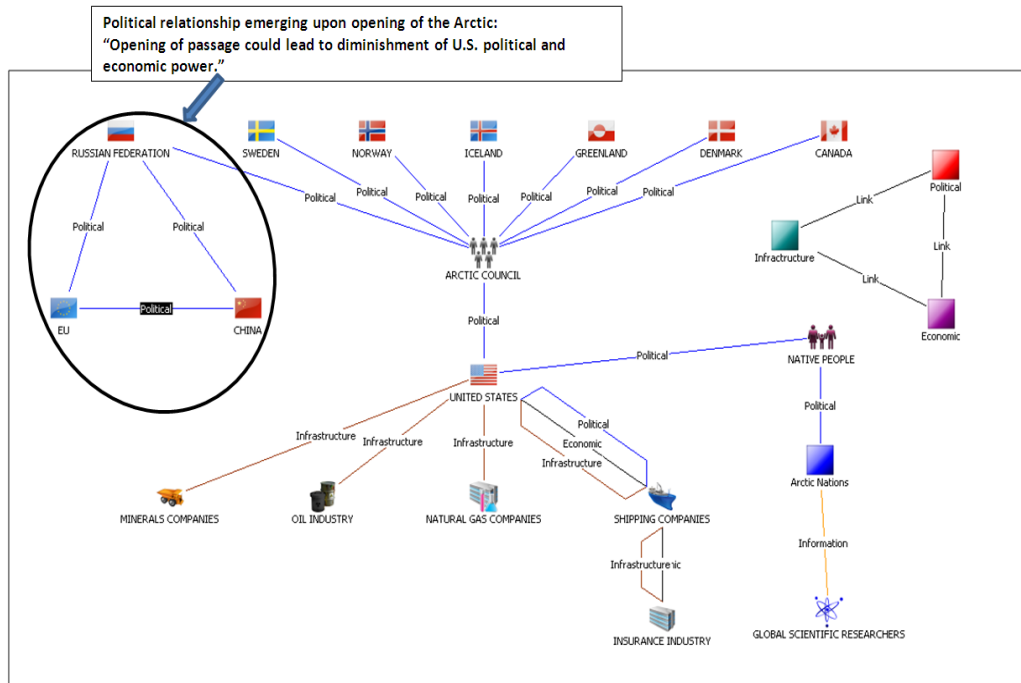 Political relationship emerging upon opening of the Arctic:
“Opening of passage could lead to diminishment of U.S. political and
economic power.”
RUSSIAN FEDERATION
SWEDEN
NORWAY
ICELAND
GREENLAND
DENMARK
CANADA
Political
Link
Political
Political
Political
Political
Political
Political
Political
Political
Political
Infractructure
Link
ARCTIC COUNCIL
Link
EU
Political
CHINA
Political
Economic
Political
NATIVE PEOPLE
UNITED STATES
Political
Political
Infrastructure
Infrastructure
Infrastructure
Economic
Infrastructure
Arctic Nations
MINERALS COMPANIES
OIL INDUSTRY
NATURAL GAS COMPANIES
SHIPPING COMPANIES
Information
Infrastructure
INSURANCE INDUSTRY
GLOBAL SCIENTIFIC RESEARCHERS